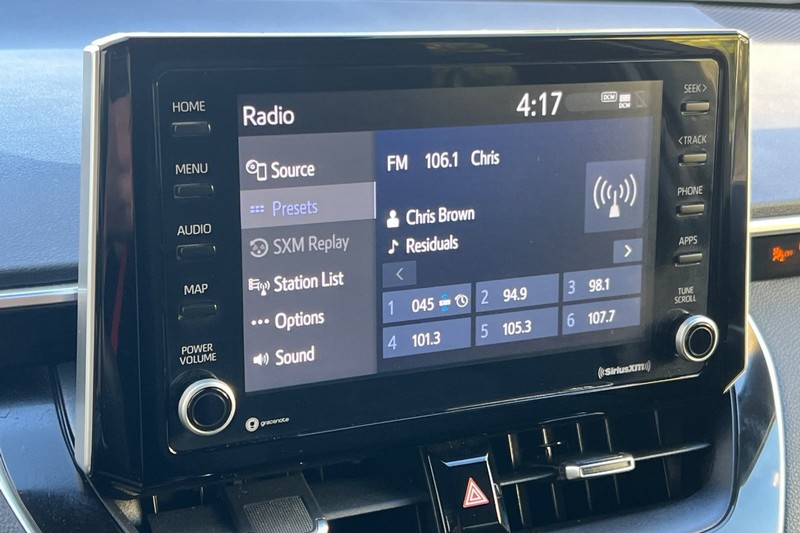 HOME
MENU
AUDIO
MAP
POWER
VOLUME
Radio
4:17
DCM
DCM
Source
Presets
SXM Replay
Station List
Options
Sound
FM 106.1 Chris
Chris Brown
Residuals
<
>
1 045
2 94.9
3 98.1
4 101.3
5 105.3
6 107.7
SEEK >
< TRACK
PHONE
APPS
TUNE
SCROLL
gracenote
SiriusXM